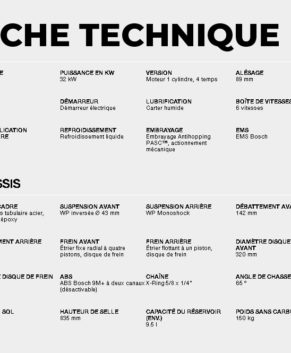 CHE TECHNIQUE
E
PUISSANCE EN KW
VERSION
ALÉSAGE
32 kW
Moteur 1 cylindre, 4 temps
89 mm
DÉMARREUR
LUBRIFICATION
BOÎTE DE VITESSES
Démarreur électrique
Carter humide
6 vitesses
LICATION
REFROIDISSEMENT
EMBRAYAGE
EMS
RE
Refroidissement liquide
Embrayage Antihopping
EMS Bosch
PASC™, actionnement
mécanique
SSIS
CADRE
SUSPENSION AVANT
SUSPENSION ARRIÈRE
DÉBATTEMENT AVA
tubulaire acier,
WP inversée Ø 43 mm
WP Monoshock
142 mm
époxy
MENT ARRIÈRE
FREIN AVANT
FREIN ARRIÈRE
DIAMÈTRE DISQUE
Étrier fixe radial à quatre
Étrier flottant à un piston,
AVANT
pistons, disque de frein
disque de frein
320 mm
DISQUE DE FREIN
ABS
CHAÎNE
ANGLE DE CHASSE
ABS Bosch 9M+ à deux canaux
X-Ring 5/8 x 1/4"
65 °
(désactivable)
SOL
HAUTEUR DE SELLE
CAPACITÉ DU RÉSERVOIR
POIDS SANS CARBU
835 mm
(ENV.)
150 kg
9.5 l